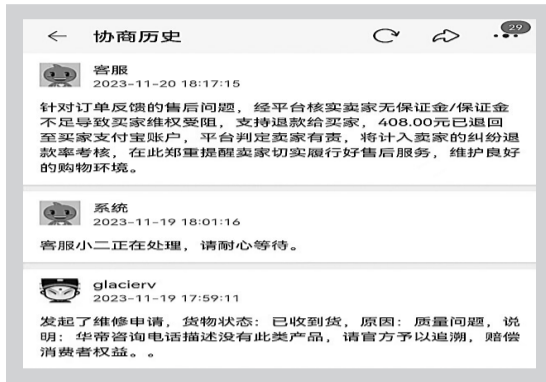 协商历史
29
客服
2023-11-20 18:17:15
针对订单反馈的售后问题，经平台核实卖家无保证金/保证金
不足导致买家维权受阻，支持退款给买家，408.00元已退回
至买家支付宝账户，平台判定卖家有责，将计入卖家的纠纷退
款率考核，在此郑重提醒卖家切实履行好售后服务，维护良好
的购物环境。
系统
2023-11-19 18:01:16
客服小二正在处理，请耐心等待。
glacierv
2023-11-19 17:59:11
发起了维修申请，货物状态：已收到货，原因：质量问题，说
明：华帝咨询电话描述没有此类产品，请官方予以追溯，赔偿
消费者权益。。